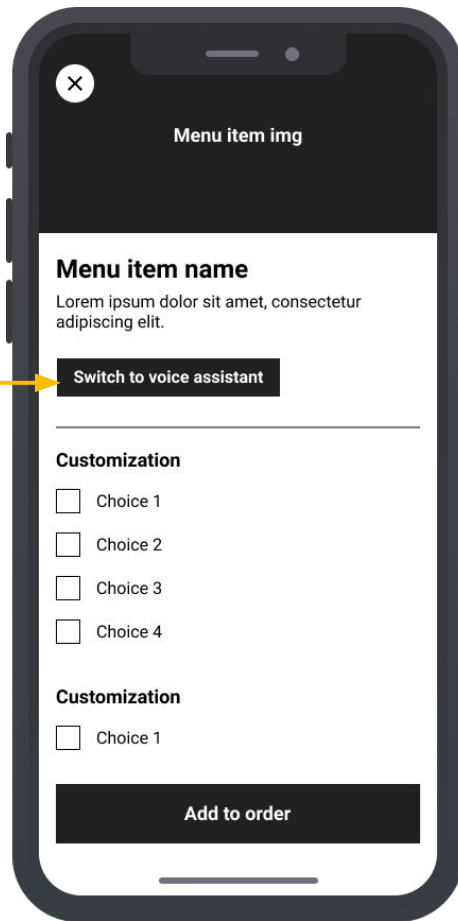 Menu item img
Menu item name
Lorem ipsum dolor sit amet, consectetur
adipiscing elit.
Switch to voice assistant
Customization
Choice 1
Choice 2
Choice 3
Choice 4
Customization
Choice 1
Add to order